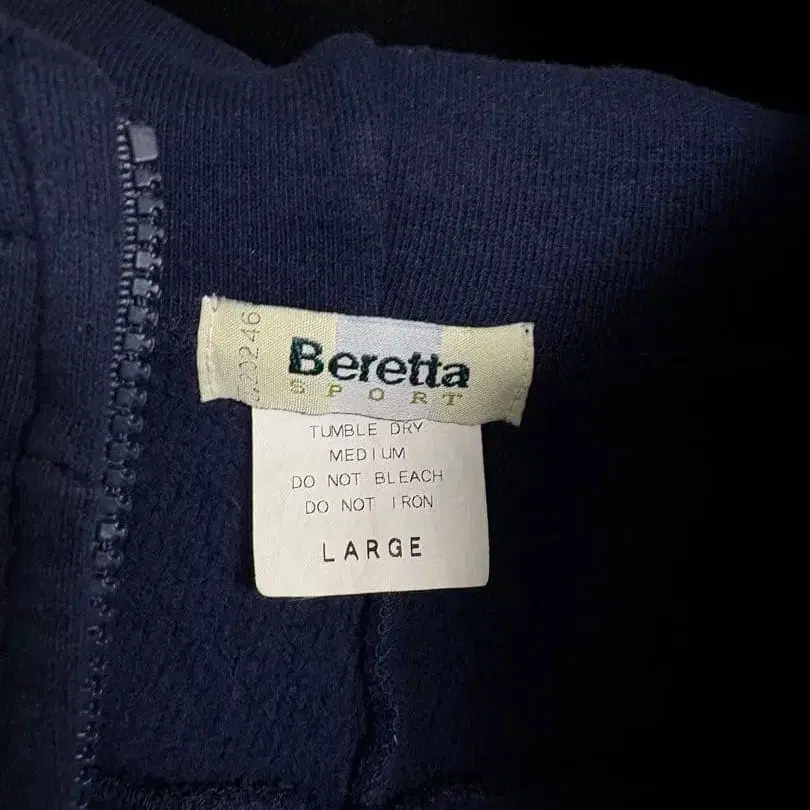 Beretta
SPORT
TUMBLE DRY
MEDIUM
DO NOT BLEACH
DO NOT IRON
LARGE